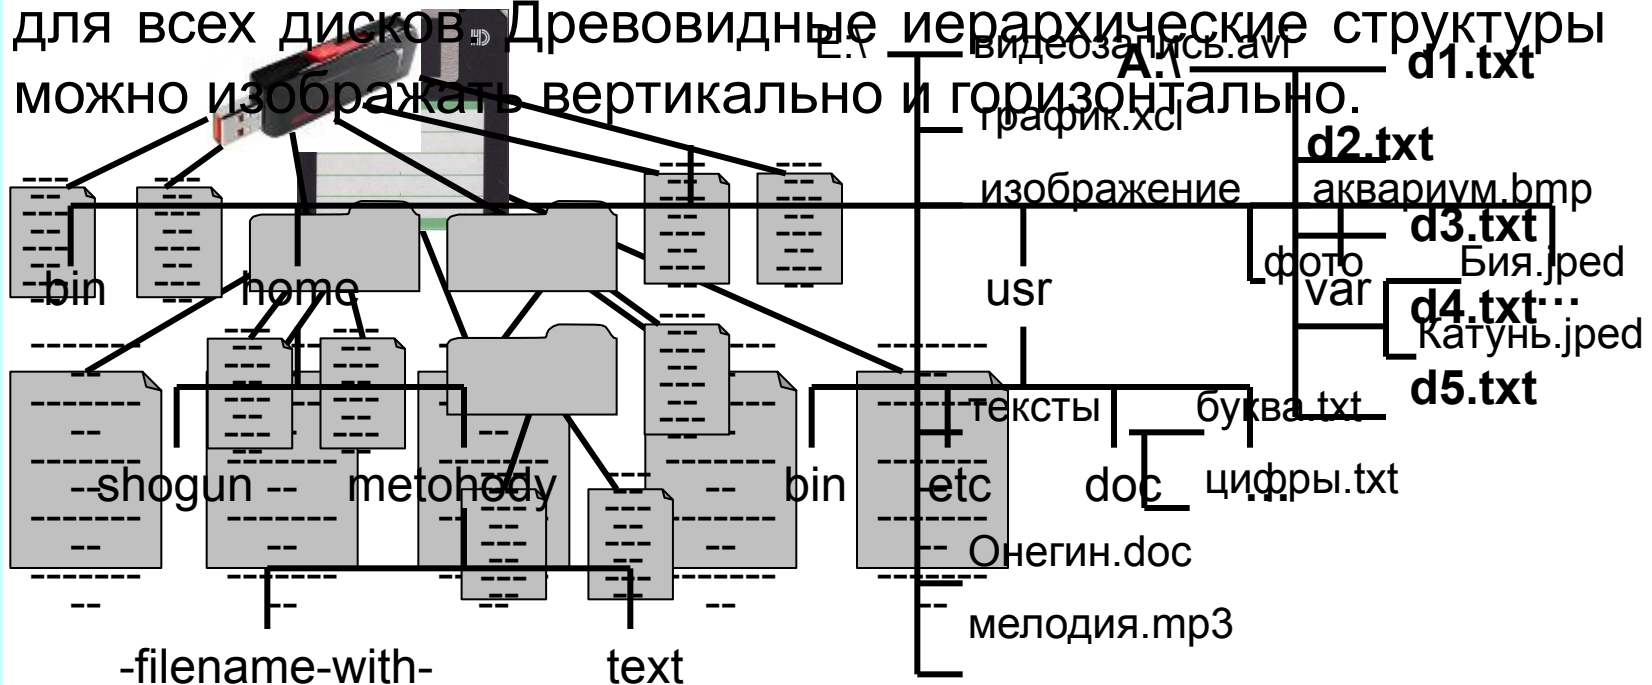 для всех дисков. Древовидные иерархические структуры
можно изображать вертикально и горизонтально.
E:\
видеозапись.avi
график.xcl
изображение
аквариум.bmp
фото
Бия.jped
Катунь.jped
тексты
буква.txt
цифры.txt
Онегин.doc
мелодия.mp3
A:\
d1.txt
d2.txt
d3.txt
d4.txt
d5.txt
bin home usr var ...
shogun metohody bin etc doc ...
-filename-with- text
HD